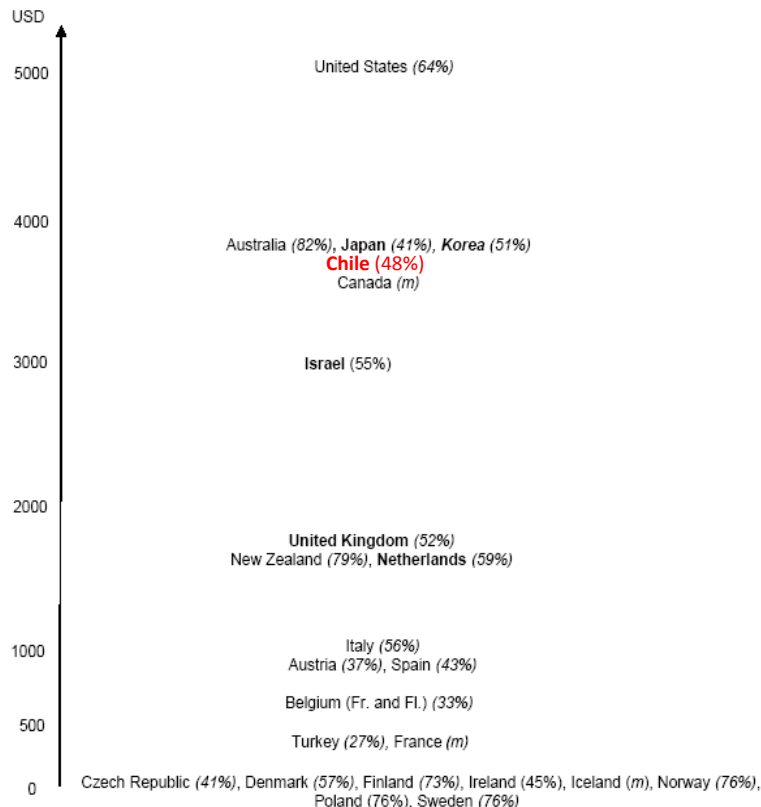 USD
5000
United States (64%)
4000
Australia (82%), Japan (41%), Korea (51%)
Chile (48%)
Canada (m)
3000
Israel (55%)
2000
United Kingdom (52%)
New Zealand (79%), Netherlands (59%)
1000
Italy (56%)
Austria (37%), Spain (43%)
Belgium (Fr. and Fl.) (33%)
500
Turkey (27%), France (m)
0
Czech Republic (41%), Denmark (57%), Finland (73%), Ireland (45%), Iceland (m), Norway (76%),
Poland (76%), Sweden (76%)